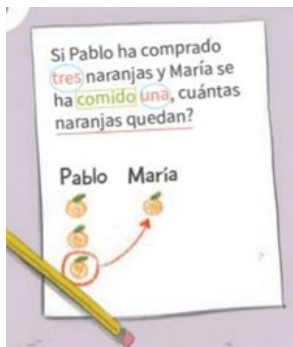 Si Pablo ha comprado
tres naranjas y María se
ha comido una, cuántas
naranjas quedan?
Pablo María